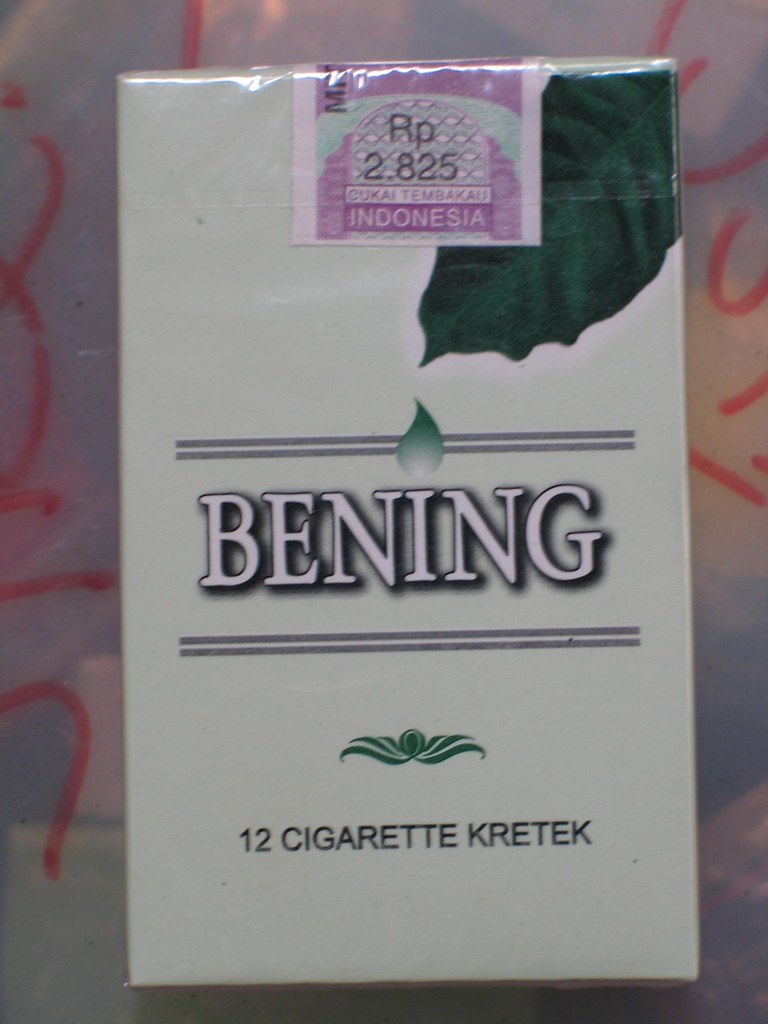 Rp
2.825
CUKAI TEMBAKAU
INDONESIA
BENING
12 CIGARETTE KRETEK